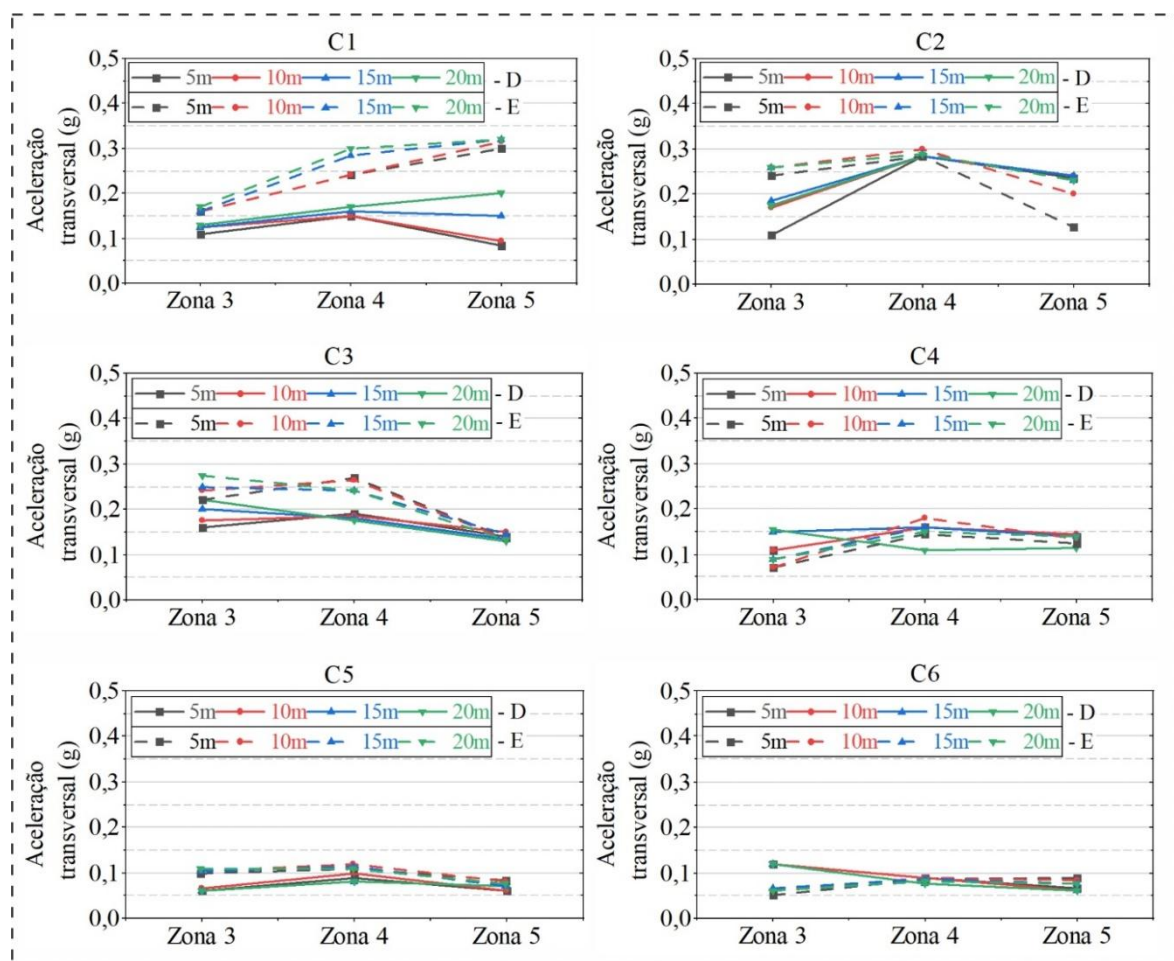 C1
0,5
5m 10m 15m 20m - D
0,4
5m 10m 15m 20m - E
0,3
0,2
0,1
0,0
Aceleração
transversal (g)
Zona 3 Zona 4 Zona 5
C2
0,5
5m 10m 15m 20m - D
0,4
5m 10m 15m 20m - E
0,3
0,2
0,1
0,0
Aceleração
transversal (g)
Zona 3 Zona 4 Zona 5
C3
0,5
5m 10m 15m 20m - D
0,4
5m 10m 15m 20m - E
0,3
0,2
0,1
0,0
Aceleração
transversal (g)
Zona 3 Zona 4 Zona 5
C4
0,5
5m 10m 15m 20m - D
0,4
5m 10m 15m 20m - E
0,3
0,2
0,1
0,0
Aceleração
transversal (g)
Zona 3 Zona 4 Zona 5
C5
0,5
5m 10m 15m 20m - D
0,4
5m 10m 15m 20m - E
0,3
0,2
0,1
0,0
Aceleração
transversal (g)
Zona 3 Zona 4 Zona 5
C6
0,5
5m 10m 15m 20m - D
0,4
5m 10m 15m 20m - E
0,3
0,2
0,1
0,0
Aceleração
transversal (g)
Zona 3 Zona 4 Zona 5